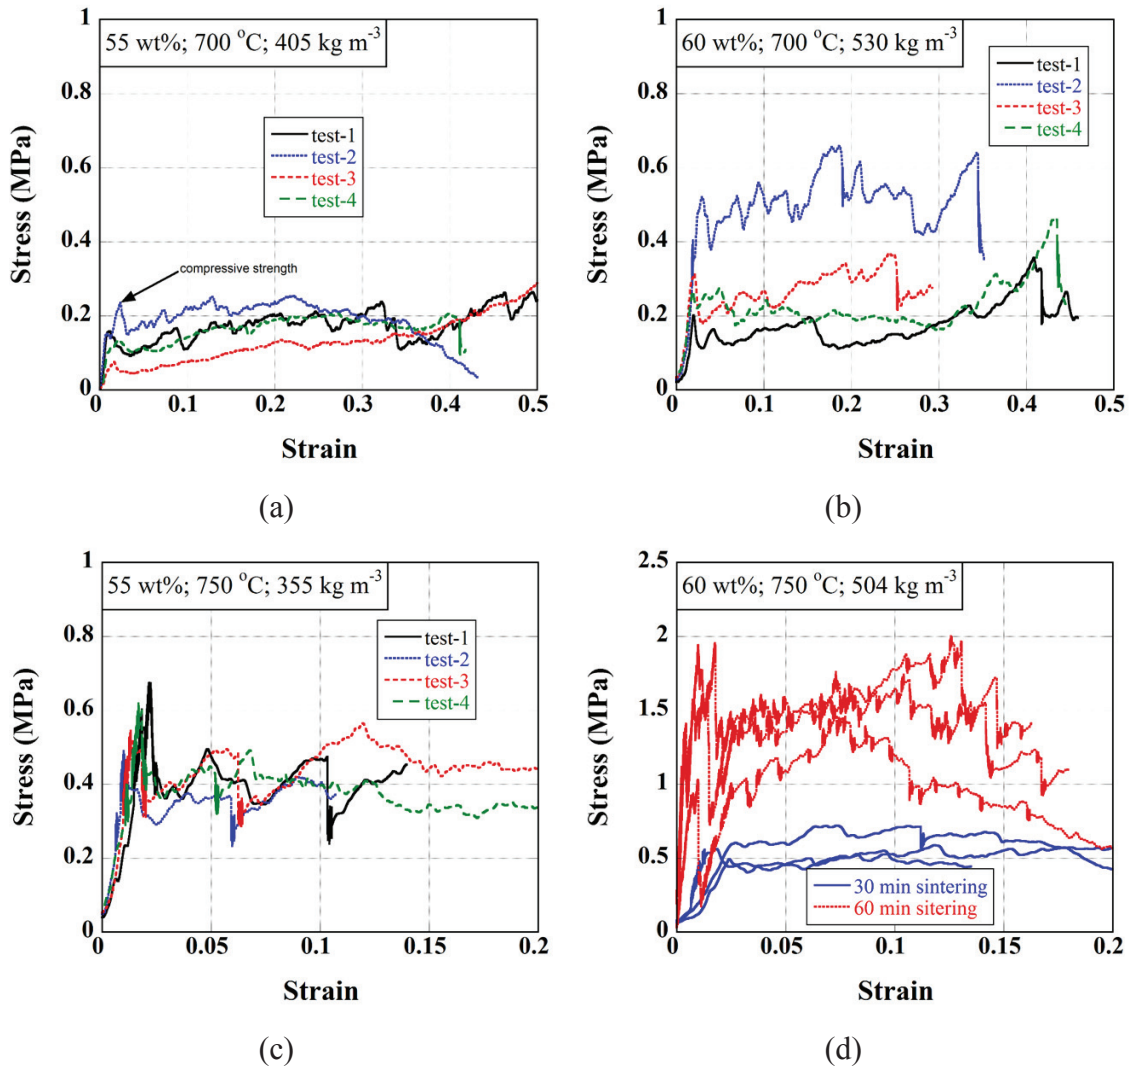 55 wt%; 700 °C; 405 kg m⁻³
test-1
test-2
test-3
test-4
compressive strength
Stress (MPa)
1
0.8
0.6
0.4
0.2
0
0 0.1 0.2 0.3 0.4 0.5
Strain
(a)
60 wt%; 700 °C; 530 kg m⁻³
test-1
test-2
test-3
test-4
Stress (MPa)
1
0.8
0.6
0.4
0.2
0
0 0.1 0.2 0.3 0.4 0.5
Strain
(b)
55 wt%; 750 °C; 355 kg m⁻³
test-1
test-2
test-3
test-4
Stress (MPa)
1
0.8
0.6
0.4
0.2
0
0 0.05 0.1 0.15 0.2
Strain
(c)
60 wt%; 750 °C; 504 kg m⁻³
Stress (MPa)
2.5
2
1.5
1
0.5
0
30 min sintering
60 min sitering
0 0.05 0.1 0.15 0.2
Strain
(d)